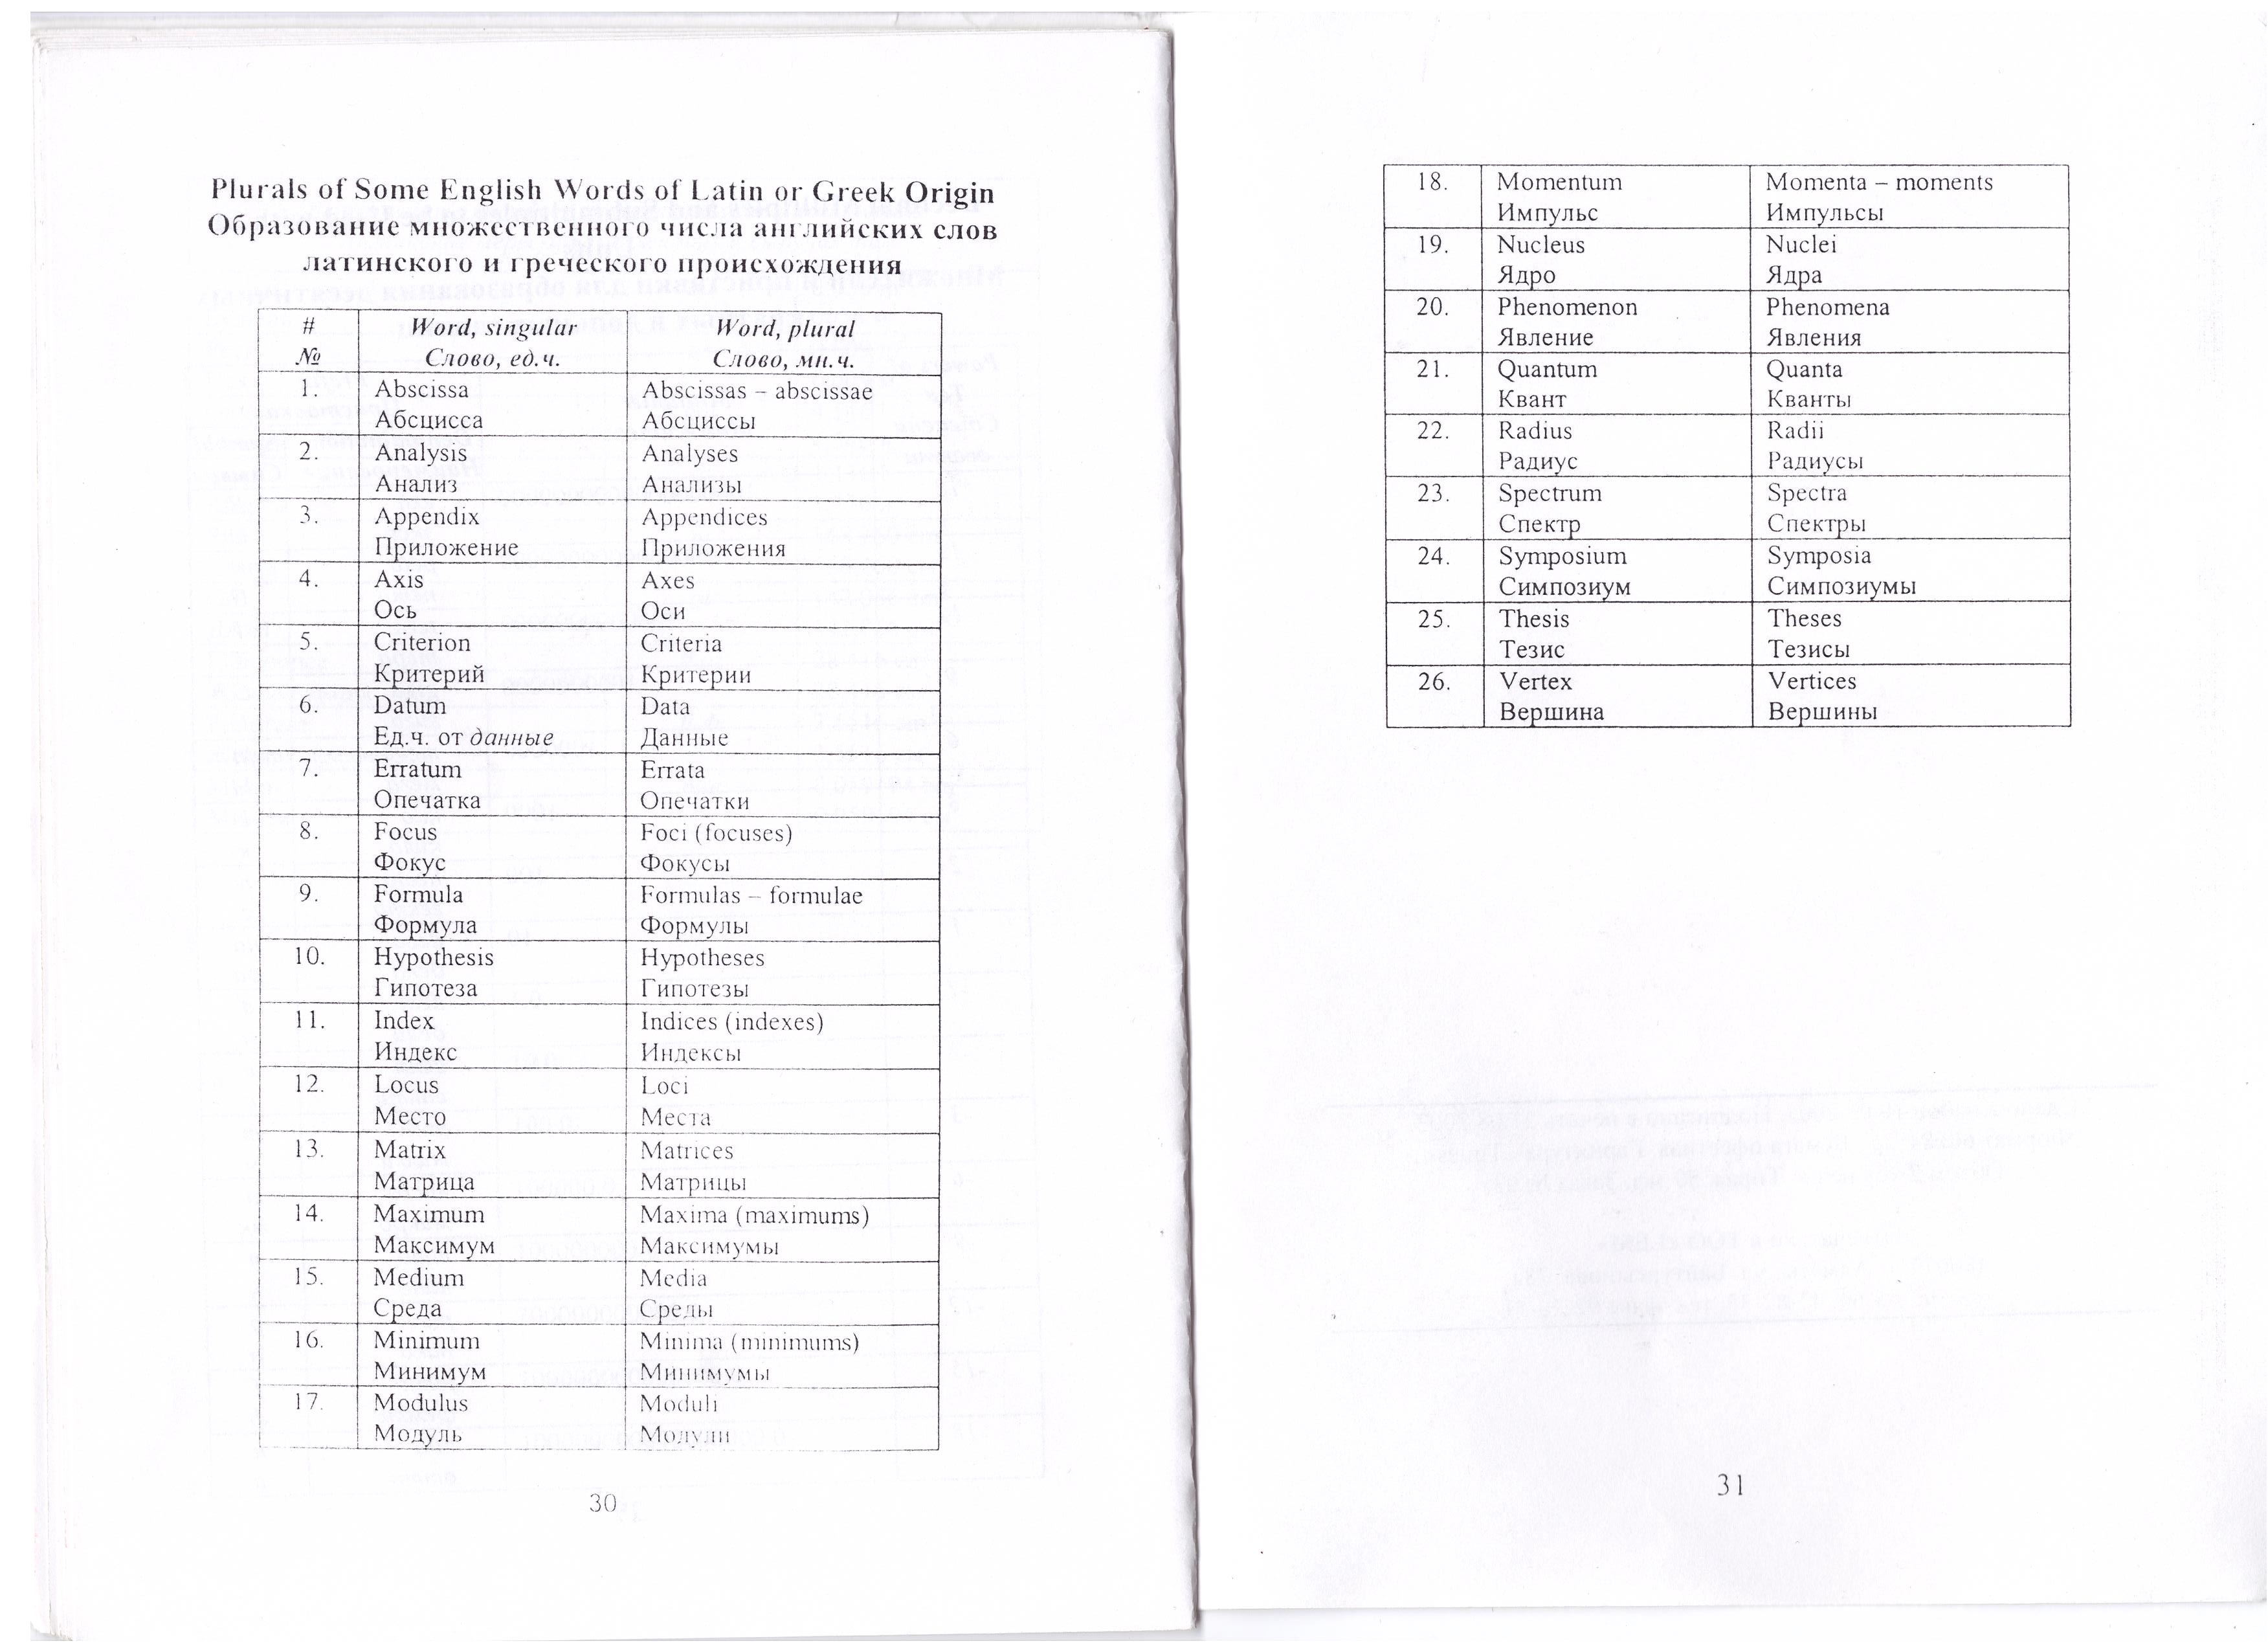 Plurals of Some English Words of Latin or Greek Origin
Образование множественного числа английских слов
латинского и греческого происхождения
# Word, singular Word, plural
№ Слово, ед.ч. Слово, мн.ч.
1. Abscissa Abscissas – abscissae
Абсцисса Абсциссы
2. Analysis Analyses
Анализ Анализы
3. Appendix Appendices
Приложение Приложения
4. Axis Axes
Ось Оси
5. Criterion Criteria
Критерий Критерии
6. Datum Data
Ед.ч. от данные Данные
7. Erratum Errata
Опечатка Опечатки
8. Focus Foci (focuses)
Фокус Фокусы
9. Formula Formulas – formulae
Формула Формулы
10. Hypothesis Hypotheses
Гипотеза Гипотезы
11. Index Indices (indexes)
Индекс Индексы
12. Locus Loci
Место Места
13. Matrix Matrices
Матрица Матрицы
14. Maximum Maxima (maximums)
Максимум Максимумы
15. Medium Media
Среда Среды
16. Minimum Minima (minimums)
Минимум Минимумы
17. Modulus Moduli
Модуль Модули
30
18. Momentum Momenta – moments
Импульс Импульсы
19. Nucleus Nuclei
Ядро Ядра
20. Phenomenon Phenomena
Явление Явления
21. Quantum Quanta
Квант Кванты
22. Radius Radii
Радиус Радиусы
23. Spectrum Spectra
Спектр Спектры
24. Symposium Symposia
Симпозиум Симпозиумы
25. Thesis Theses
Тезис Тезисы
26. Vertex Vertices
Вершина Вершины
31